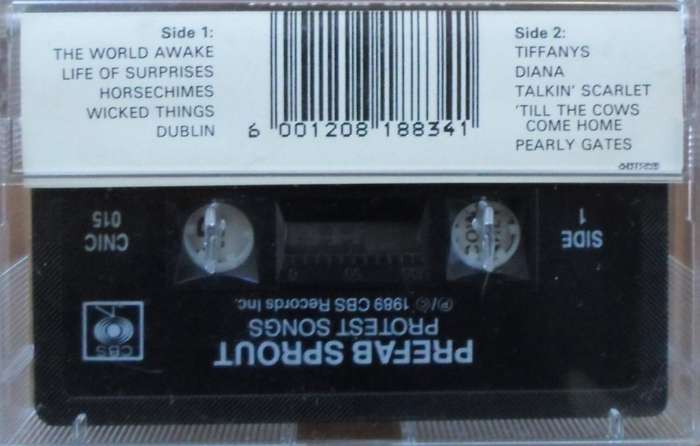 Side 1:
THE WORLD AWAKE
LIFE OF SURPRISES
HORSECHIMES
WICKED THINGS
DUBLIN
6 001208 188341
Side 2:
TIFFANYS
DIANA
TALKIN' SCARLET
'TILL THE COWS
COME HOME
PEARLY GATES
PREFAB SPROUT
PROTEST SONGS
℗/© 1989 CBS Records Inc.
CBS
0 50
SIDE
1
CNIC
015